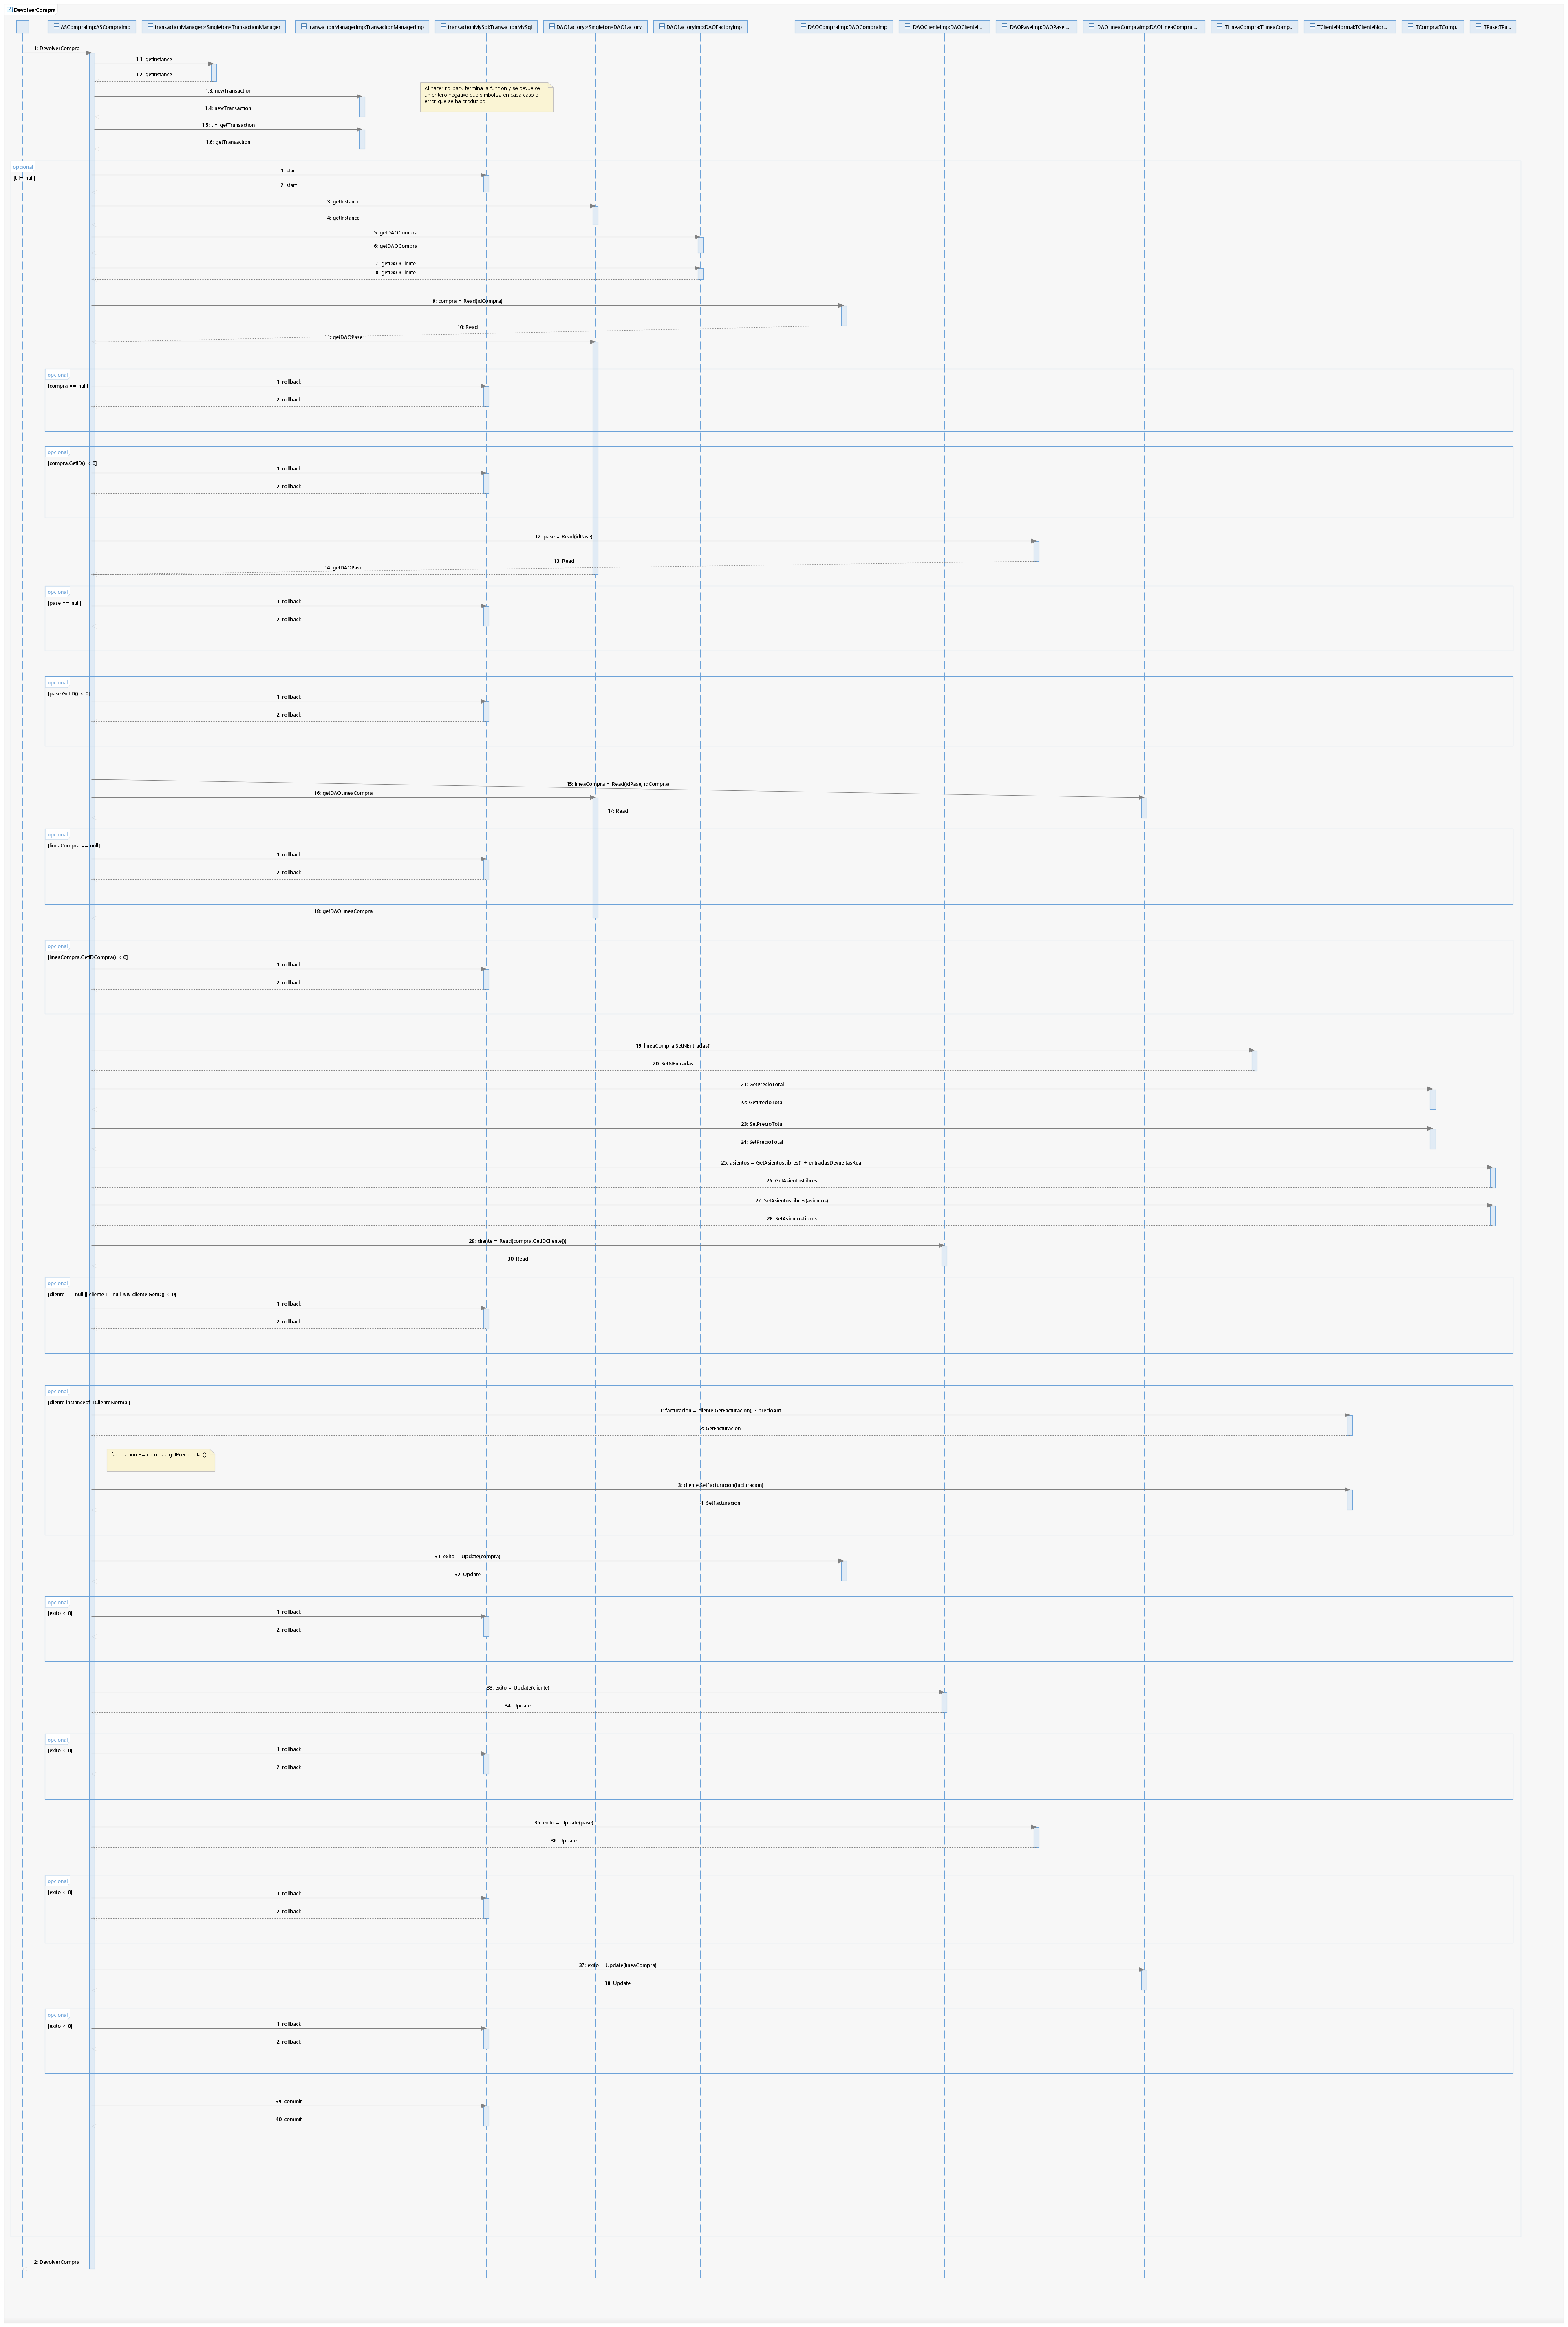 DevolverCompra
ASCompraImp:ASCompraImp
transactionManager:>Singleton~TransactionManager
transactionManagerImp:TransactionManagerImp
transactionMySql:TransactionMySql
DAOFactory:>Singleton~DAOFactory
DAOFactoryImp:DAOFactoryImp
DAOCompraImp:DAOCompraImp
DAOClienteImp:DAOClienteI...
DAOPaseImp:DAOPaseI...
DAOLineaCompraImp:DAOLineaCompraI...
TLineaCompra:TLineaComp..
TClienteNormal:TClienteNor...
TCompra:TComp..
TPase:TPa...
1: DevolverCompra
1.1: getInstance
1.2: getInstance
1.3: newTransaction
Al hacer rollback termina la función y se devuelve
un entero negativo que simboliza en cada caso el
error que se ha producido
1.4: newTransaction
1.5: t = getTransaction
1.6: getTransaction
opcional
[t != null]
1: start
2: start
3: getInstance
4: getInstance
5: getDAOCompra
6: getDAOCompra
7: getDAOCliente
8: getDAOCliente
9: compra = Read(idCompra)
10: Read
11: getDAOPase
opcional
[compra == null]
1: rollback
2: rollback
opcional
[compra.GetID() < 0]
1: rollback
2: rollback
12: pase = Read(idPase)
13: Read
14: getDAOPase
opcional
[pase == null]
1: rollback
2: rollback
opcional
[pase.GetID() < 0]
1: rollback
2: rollback
15: lineaCompra = Read(idPase, idCompra)
16: getDAOLineaCompra
17: Read
opcional
[lineaCompra == null]
1: rollback
2: rollback
18: getDAOLineaCompra
opcional
[lineaCompra.GetIDCompra() < 0]
1: rollback
2: rollback
19: lineaCompra.SetNEntradas()
20: SetNEntradas
21: GetPrecioTotal
22: GetPrecioTotal
23: SetPrecioTotal
24: SetPrecioTotal
25: asientos = GetAsientosLibres() + entradasDevueltasReal
26: GetAsientosLibres
27: SetAsientosLibres(asientos)
28: SetAsientosLibres
29: cliente = Read(compra.GetIDCliente())
30: Read
opcional
[cliente == null || cliente != null && cliente.GetID() < 0]
1: rollback
2: rollback
opcional
[cliente instanceof TClienteNormal]
1: facturacion = cliente.GetFacturacion() - precioAnt
2: GetFacturacion
facturacion += compraa.getPrecioTotal()
3: cliente.SetFacturacion(facturacion)
4: SetFacturacion
31: exito = Update(compra)
32: Update
opcional
[exito < 0]
1: rollback
2: rollback
33: exito = Update(cliente)
34: Update
opcional
[exito < 0]
1: rollback
2: rollback
35: exito = Update(pase)
36: Update
opcional
[exito < 0]
1: rollback
2: rollback
37: exito = Update(lineaCompra)
38: Update
opcional
[exito < 0]
1: rollback
2: rollback
39: commit
40: commit
2: DevolverCompra